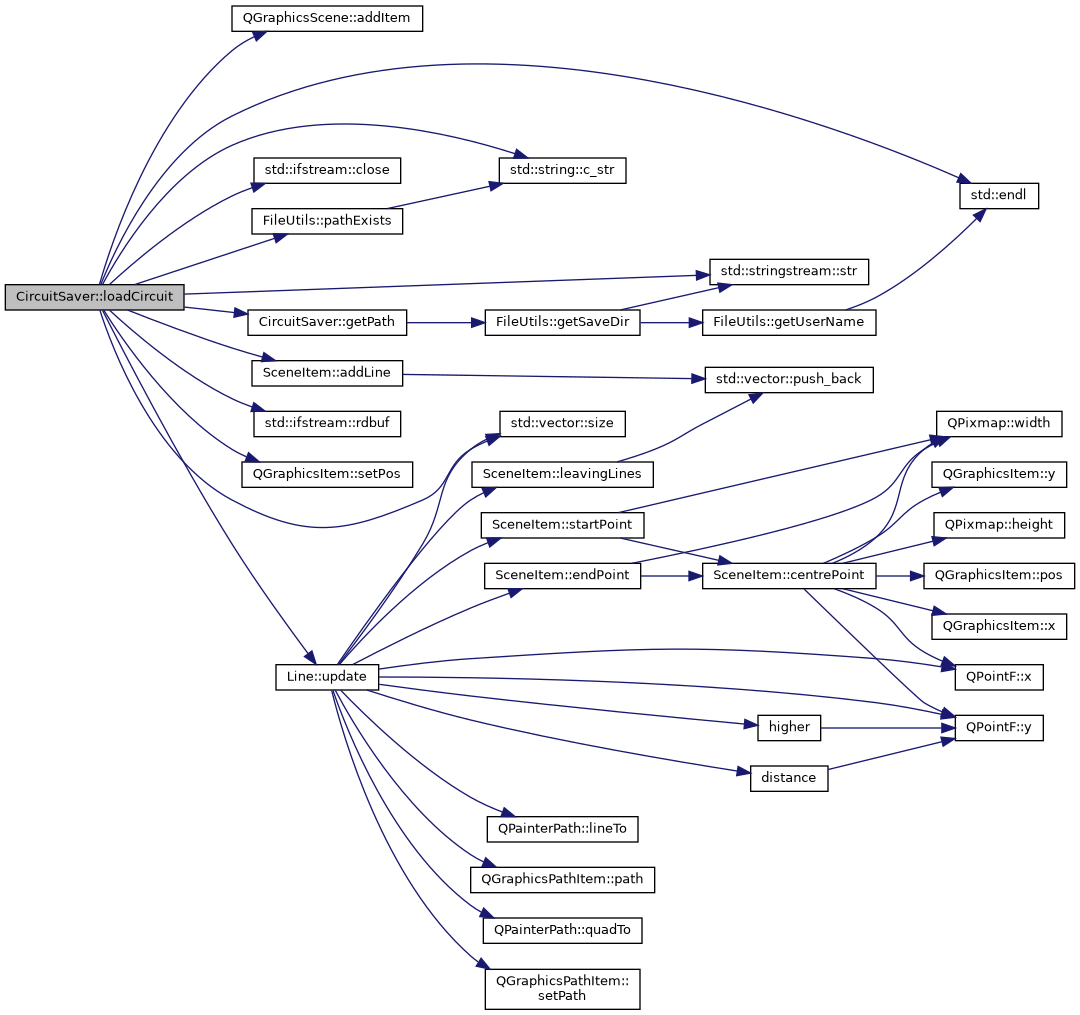 QGraphicsScene::addItem
std::ifstream::close
std::string::c_str
std::endl
FileUtils::pathExists
std::stringstream::str
CircuitSaver::loadCircuit
CircuitSaver::getPath
FileUtils::getSaveDir
FileUtils::getUserName
SceneItem::addLine
std::vector::push_back
std::ifstream::rdbuf
std::vector::size
QPixmap::width
QGraphicsItem::setPos
SceneItem::leavingLines
QGraphicsItem::y
SceneItem::startPoint
QPixmap::height
SceneItem::endPoint
SceneItem::centrePoint
QGraphicsItem::pos
QGraphicsItem::x
Line::update
QPointF::x
higher
QPointF::y
distance
QPainterPath::lineTo
QGraphicsPathItem::path
QPainterPath::quadTo
QGraphicsPathItem::
setPath